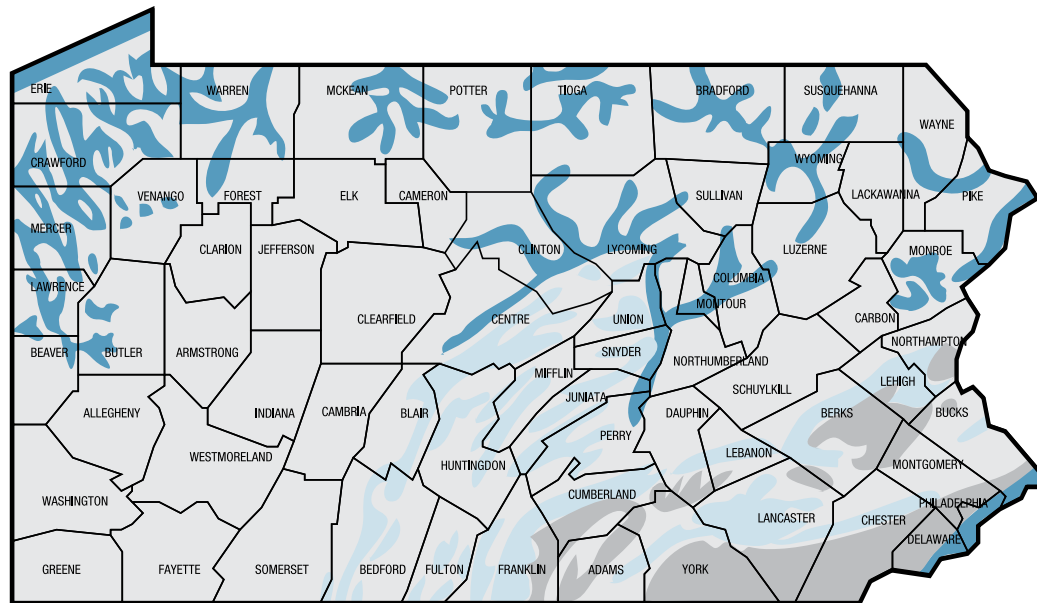 ERIE
WARREN
MCKEAN
POTTER
TIOGA
BRADFORD
SUSQUEHANNA
WAYNE
CRAWFORD
WYOMING
VENANGO
FOREST
ELK
CAMERON
SULLIVAN
LACKAWANNA
PIKE
MERCER
CLARION
JEFFERSON
CLINTON
LYCOMING
LUZERNE
MONROE
LAWRENCE
COLUMBIA
MONTOUR
CLEARFIELD
CENTRE
UNION
CARBON
BEAVER
BUTLER
ARMSTRONG
SNYDER
NORTHUMBERLAND
NORTHAMPTON
MIFFLIN
SCHUYLKILL
LEHIGH
JUNIATA
ALLEGHENY
INDIANA
CAMBRIA
BLAIR
DAUPHIN
BERKS
BUCKS
PERRY
WESTMORELAND
HUNTINGDON
LEBANON
MONTGOMERY
WASHINGTON
CUMBERLAND
LANCASTER
CHESTER
PHILADELPHIA
DELAWARE
GREENE
FAYETTE
SOMERSET
BEDFORD
FULTON
FRANKLIN
ADAMS
YORK